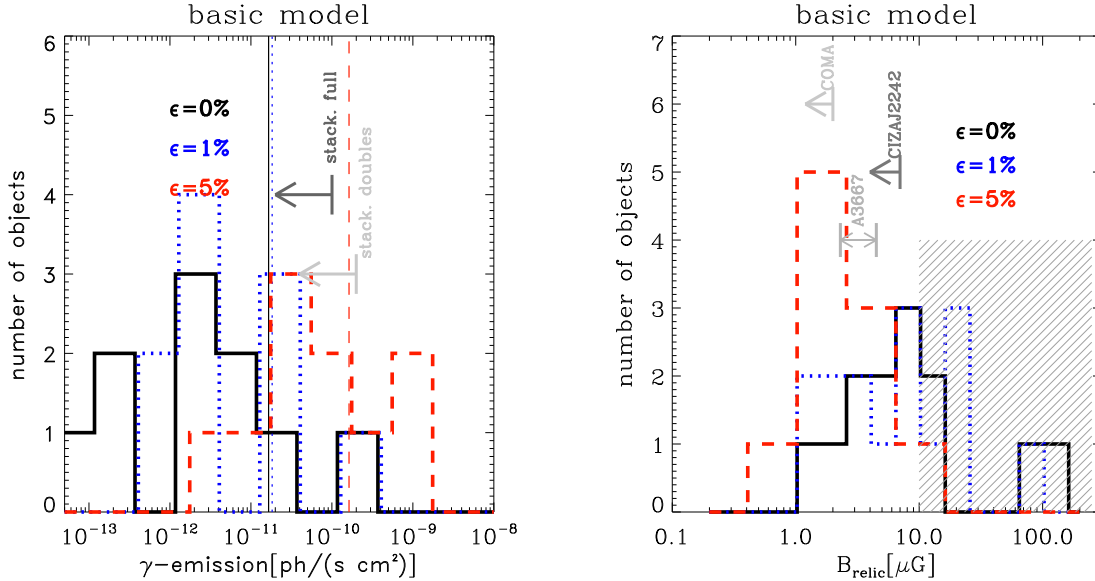 basic model
6
5
4
3
2
1
0
number of objects
ϵ=0%
ϵ=1%
ϵ=5%
stack. full
stack. doubles
10⁻¹³ 10⁻¹² 10⁻¹¹ 10⁻¹⁰ 10⁻⁹ 10⁻⁸
γ-emission[ph/(s cm²)]
basic model
7
6
5
4
3
2
1
0
number of objects
COMA
CIZAJ2242
A3667
ϵ=0%
ϵ=1%
ϵ=5%
0.1 1.0 10.0 100.0
B_relic[μG]